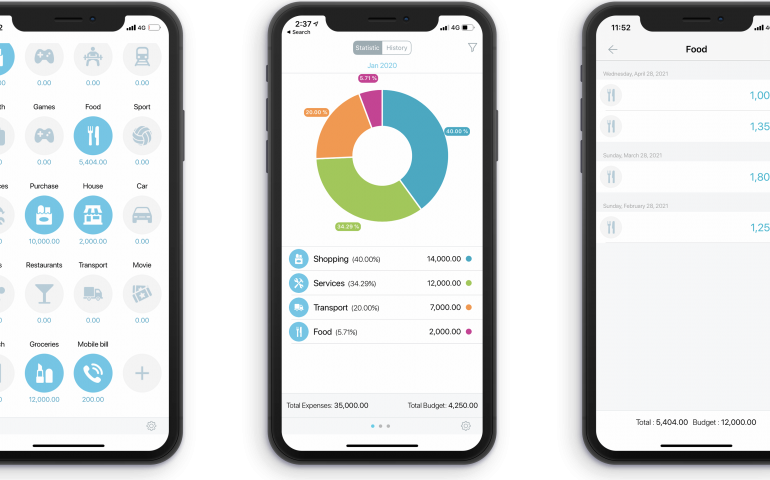 0.00
0.00
0.00
Games
Food
Sport
0.00
5,404.00
0.00
Purchase
House
Car
10,000.00
2,000.00
0.00
Restaurants
Transport
Movie
0.00
0.00
0.00
Groceries
Mobile bill
12,000.00
200.00
4G
2:37
Search
4G
Statistic
History
Jan 2020
5.71 %
20.00 %
40.00 %
34.29 %
Shopping (40.00%) 14,000.00
Services (34.29%) 12,000.00
Transport (20.00%) 7,000.00
Food (5.71%) 2,000.00
Total Expenses: 35,000.00 Total Budget: 4,250.00
11:52
Food
Wednesday, April 28, 2021
1,00
1,35
Sunday, March 28, 2021
1,80
Sunday, February 28, 2021
1,25
Total : 5,404.00 Budget : 12,000.00